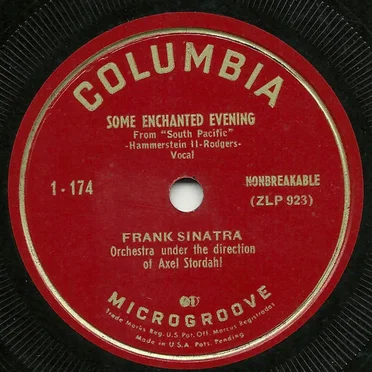 COLUMBIA
SOME ENCHANTED EVENING
From "South Pacific"
-Hammerstein II-Rodgers-
Vocal
1-174
NONBREAKABLE
(ZLP 923)
FRANK SINATRA
Orchestra under the direction
of Axel Stordahl
MICROGROOVE
Trade Marks Reg. U.S. Pat. Off. Marcas Registradas
Made in U.S.A. Pats. Pending